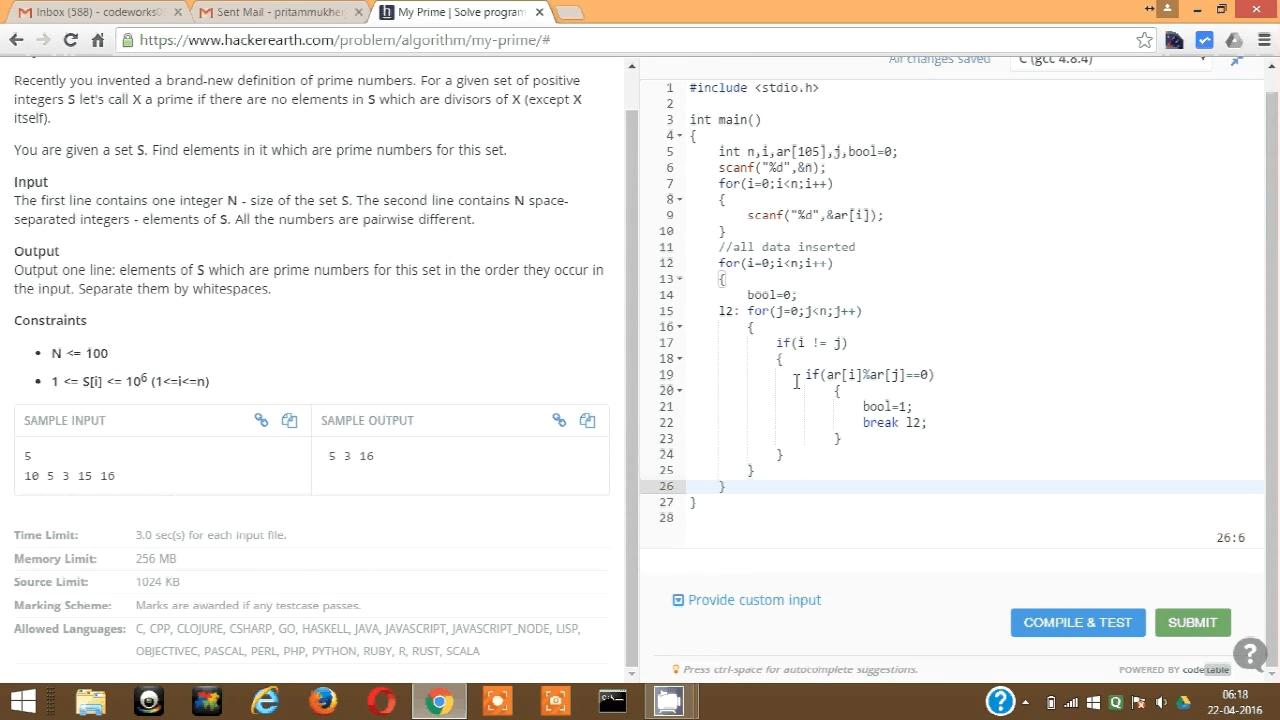 Inbox (588) - codeworks0
Sent Mail - pritammukher
My Prime | Solve program
https://www.hackerearth.com/problem/algorithm/my-prime/#
Recently you invented a brand-new definition of prime numbers. For a given set of positive
integers S let's call X a prime if there are no elements in S which are divisors of X (except X
itself).
You are given a set S. Find elements in it which are prime numbers for this set.
Input
The first line contains one integer N - size of the set S. The second line contains N space-
separated integers - elements of S. All the numbers are pairwise different.
Output
Output one line: elements of S which are prime numbers for this set in the order they occur in
the input. Separate them by whitespaces.
Constraints
• N <= 100
• 1 <= S[i] <= 10^6 (1<=i<=n)
SAMPLE INPUT
SAMPLE OUTPUT
5
10 5 3 15 16
5 3 16
Time Limit: 3.0 sec(s) for each input file.
Memory Limit: 256 MB
Source Limit: 1024 KB
Marking Scheme: Marks are awarded if any testcase passes.
Allowed Languages: C, CPP, CLOJURE, CSHARP, GO, HASKELL, JAVA, JAVASCRIPT, JAVASCRIPT_NODE, LISP,
OBJECTIVEC, PASCAL, PERL, PHP, PYTHON, RUBY, R, RUST, SCALA
All changes saved
C (gcc 4.8.4)
1 #include <stdio.h>
2
3 int main()
4 {
5 int n,i,ar[105],j,bool=0;
6 scanf("%d",&n);
7 for(i=0;i<n;i++)
8 {
9 scanf("%d",&ar[i]);
10 }
11 //all data inserted
12 for(i=0;i<n;i++)
13 {
14 bool=0;
15 l2: for(j=0;j<n;j++)
16 {
17 if(i != j)
18 {
19 if(ar[i]%ar[j]==0)
20 {
21 bool=1;
22 break l2;
23 }
24 }
25 }
26 }
27 }
28
26:6
Provide custom input
COMPILE & TEST
SUBMIT
?
Press ctrl-space for autocomplete suggestions.
POWERED BY codetable
06:18
22-04-2016